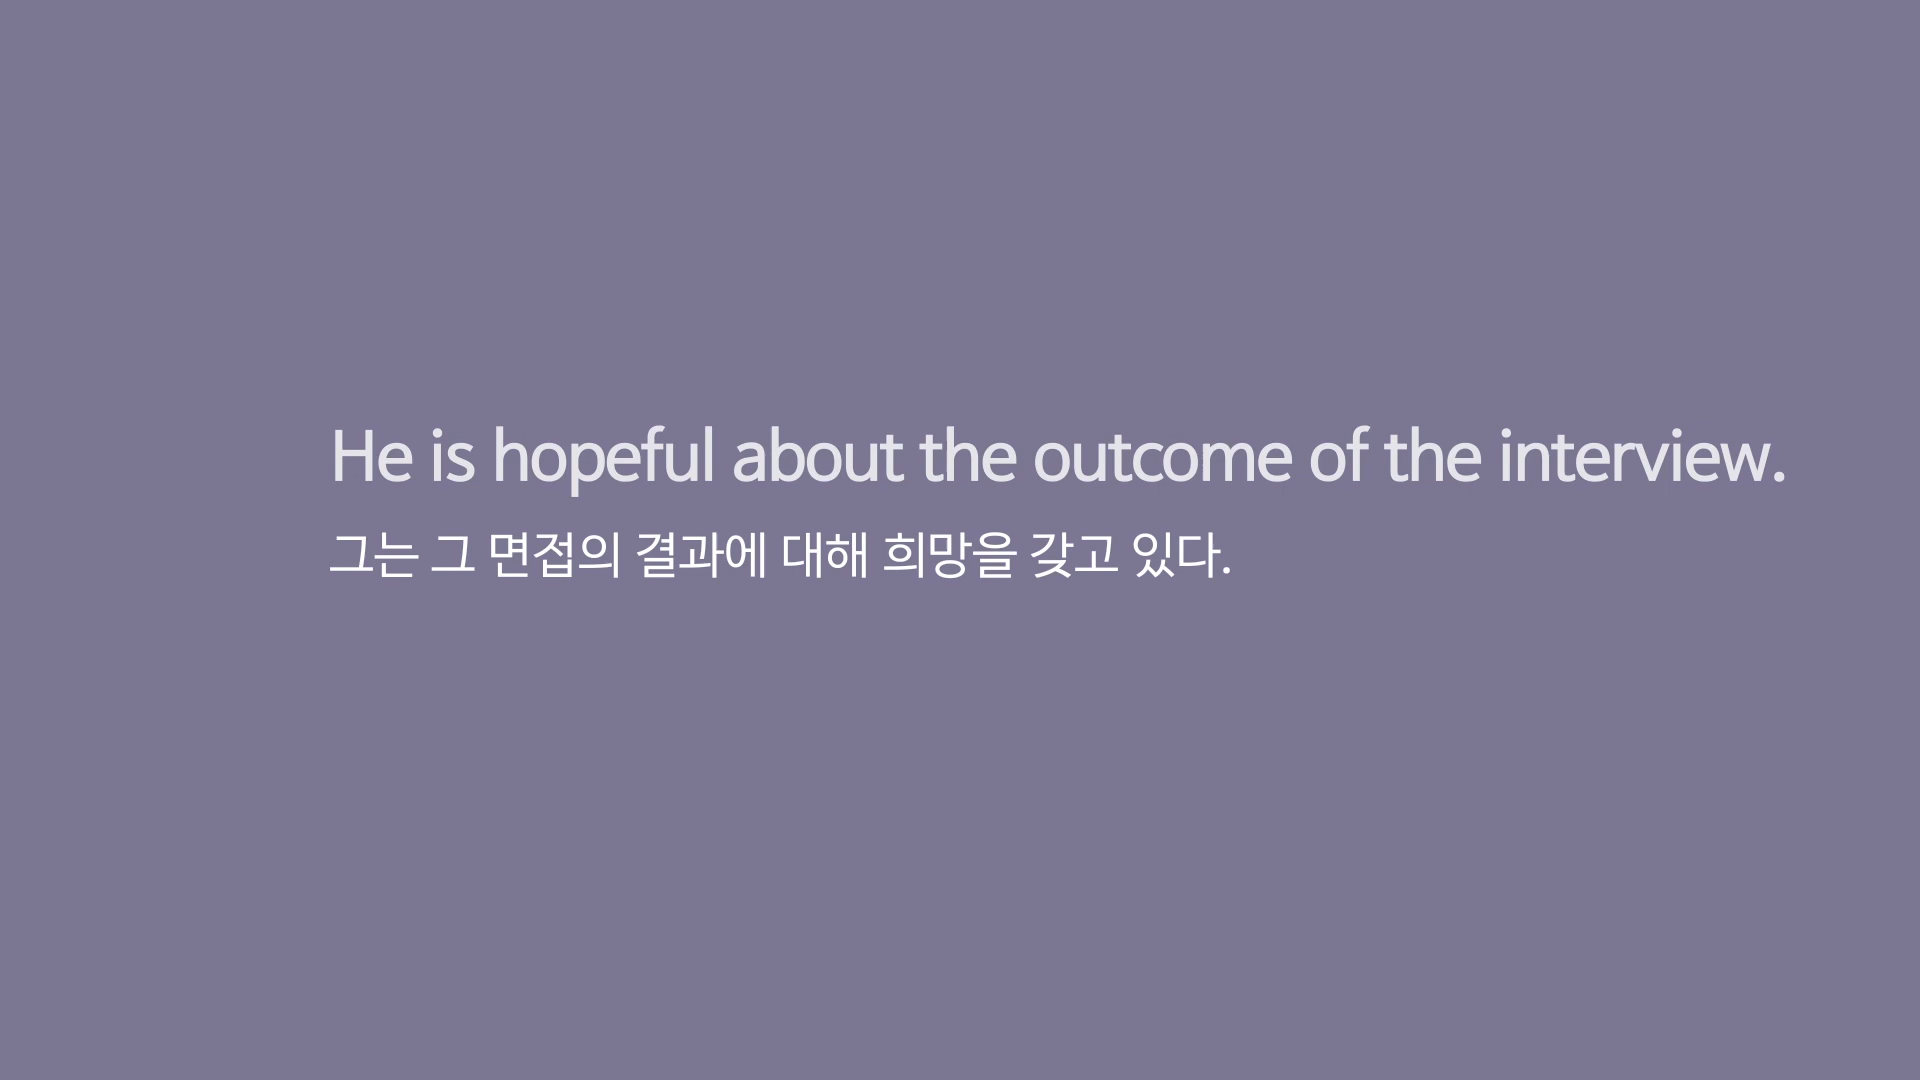 He is hopeful about the outcome of the interview.
그는 그 면접의 결과에 대해 희망을 갖고 있다.